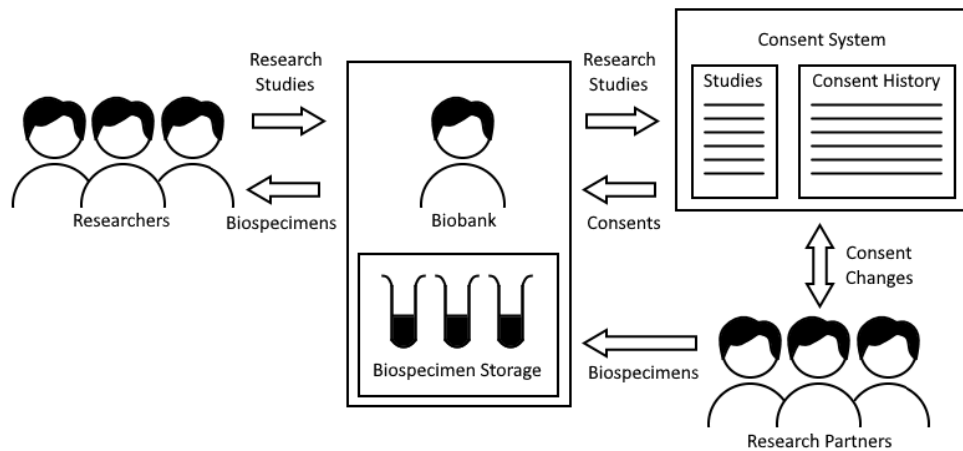 Research
Studies
Researchers
Biospecimens
Biobank
Biospecimen Storage
Research
Studies
Consents
Consent System
Studies
Consent History
Consent
Changes
Biospecimens
Research Partners